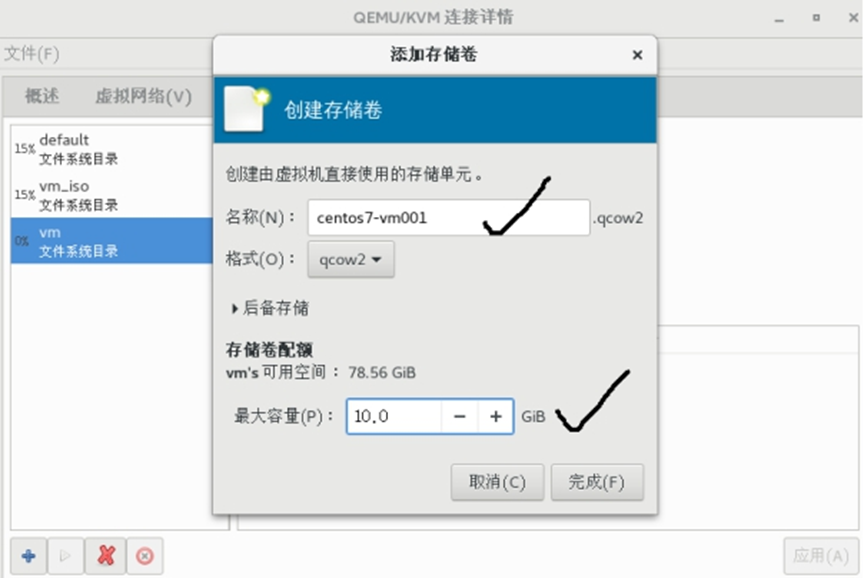 QEMU/KVM 连接详情
文件(F)
添加存储卷
概述 虚拟网络(V)
创建存储卷
15% default
文件系统目录
15% vm_iso
文件系统目录
0% vm
文件系统目录
创建由虚拟机直接使用的存储单元。
名称(N)： centos7-vm001 .qcow2
格式(O)： qcow2
后备存储
存储卷配额
vm's 可用空间： 78.56 GiB
最大容量(P)： 10.0 GiB
取消(C) 完成(F)
应用(A)